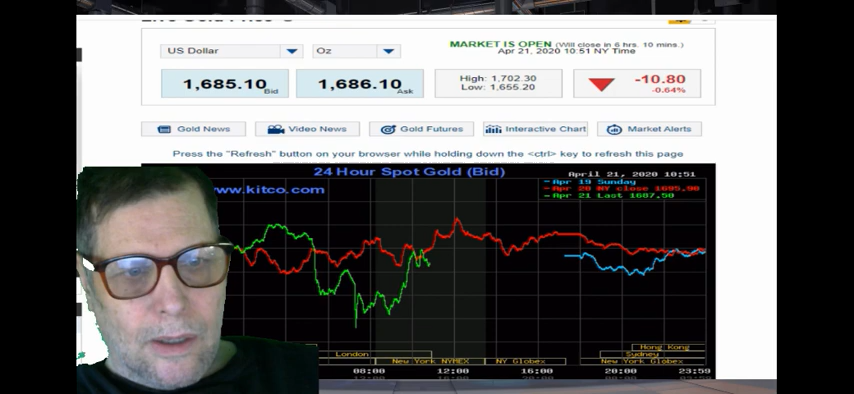 US Dollar
Oz
MARKET IS OPEN (Will close in 6 hrs. 10 mins.)
Apr 21, 2020 10:51 NY Time
1,685.10 Bid
1,686.10 Ask
High: 1,702.30
Low: 1,655.20
-10.80
-0.64%
Gold News
Video News
Gold Futures
Interactive Chart
Market Alerts
Press the "Refresh" button on your browser while holding down the <ctrl> key to refresh this page
24 Hour Spot Gold (Bid)
April 21, 2020 10:51
ww.kitco.com
Apr 19 Sunday
Apr 20 NY close 1695.90
Apr 21 Last 1687.50
Hong Kong
London
Sydney
New York NYMEX
NY Globex
New York Globex
08:00
12:00
16:00
20:00
23:59